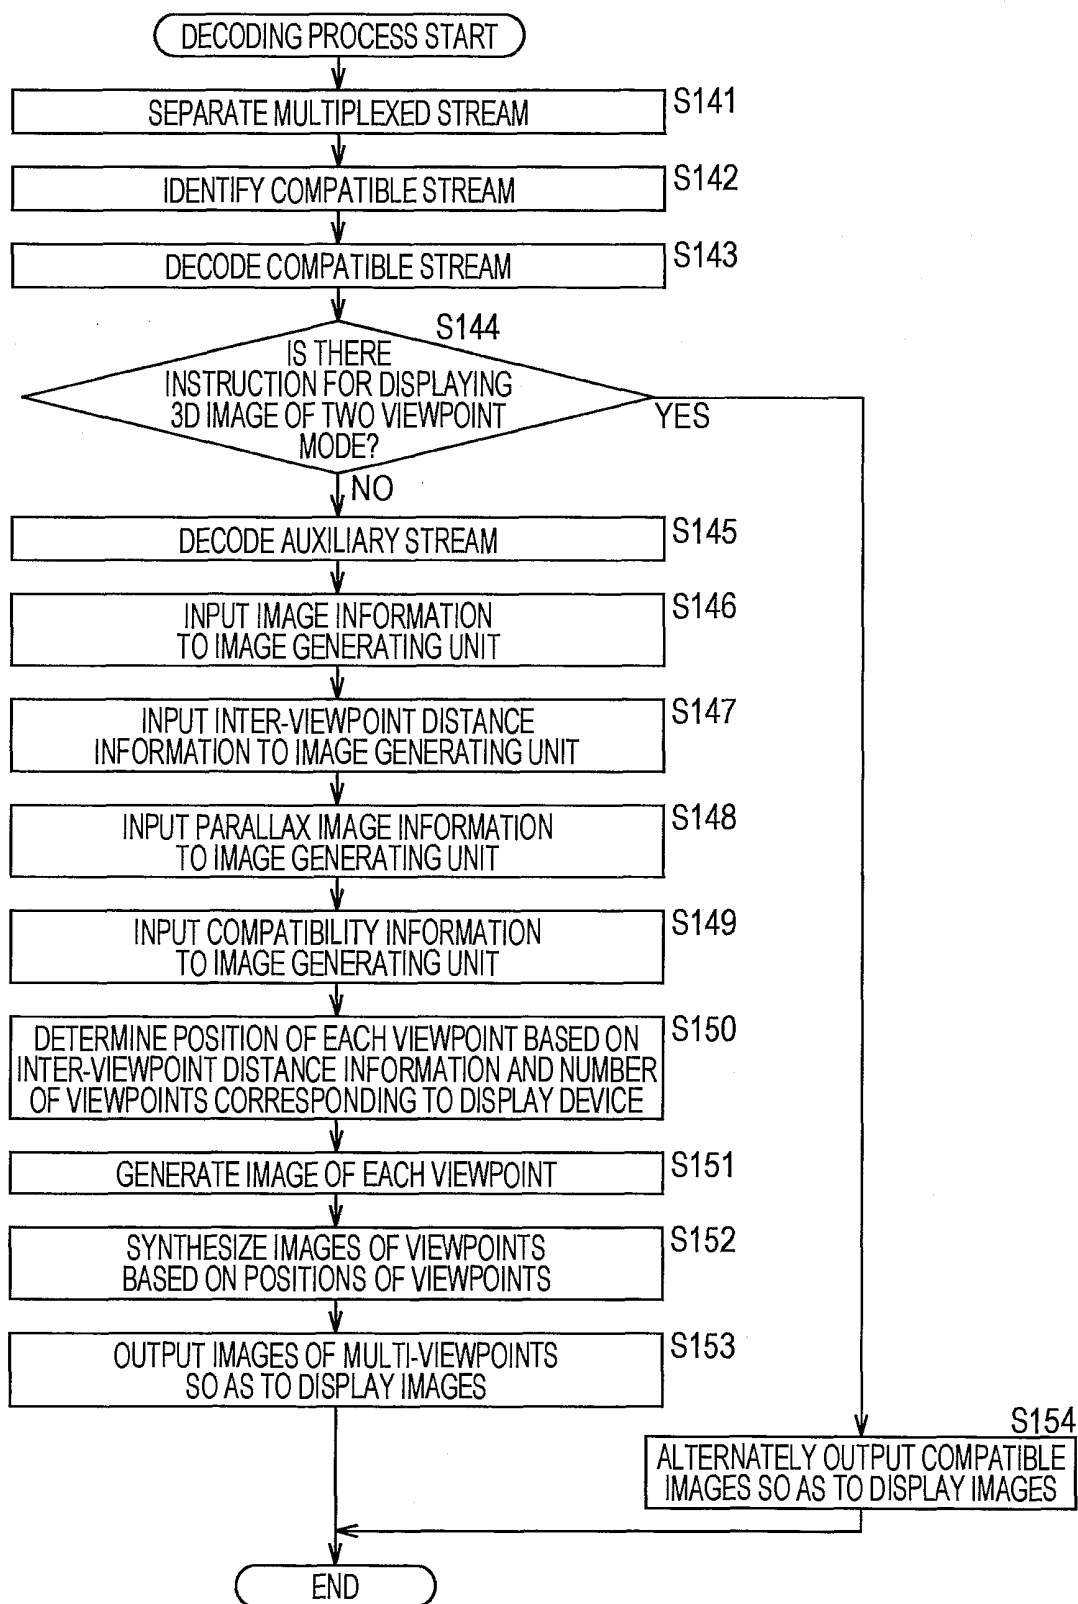 DECODING PROCESS START
SEPARATE MULTIPLEXED STREAM
S141
IDENTIFY COMPATIBLE STREAM
S142
DECODE COMPATIBLE STREAM
S143
S144
IS THERE
INSTRUCTION FOR DISPLAYING
3D IMAGE OF TWO VIEWPOINT
MODE?
YES
NO
DECODE AUXILIARY STREAM
S145
INPUT IMAGE INFORMATION
TO IMAGE GENERATING UNIT
S146
INPUT INTER-VIEWPOINT DISTANCE
INFORMATION TO IMAGE GENERATING UNIT
S147
INPUT PARALLAX IMAGE INFORMATION
TO IMAGE GENERATING UNIT
S148
INPUT COMPATIBILITY INFORMATION
TO IMAGE GENERATING UNIT
S149
DETERMINE POSITION OF EACH VIEWPOINT BASED ON
INTER-VIEWPOINT DISTANCE INFORMATION AND NUMBER
OF VIEWPOINTS CORRESPONDING TO DISPLAY DEVICE
S150
GENERATE IMAGE OF EACH VIEWPOINT
S151
SYNTHESIZE IMAGES OF VIEWPOINTS
BASED ON POSITIONS OF VIEWPOINTS
S152
OUTPUT IMAGES OF MULTI-VIEWPOINTS
SO AS TO DISPLAY IMAGES
S153
S154
ALTERNATELY OUTPUT COMPATIBLE
IMAGES SO AS TO DISPLAY IMAGES
END